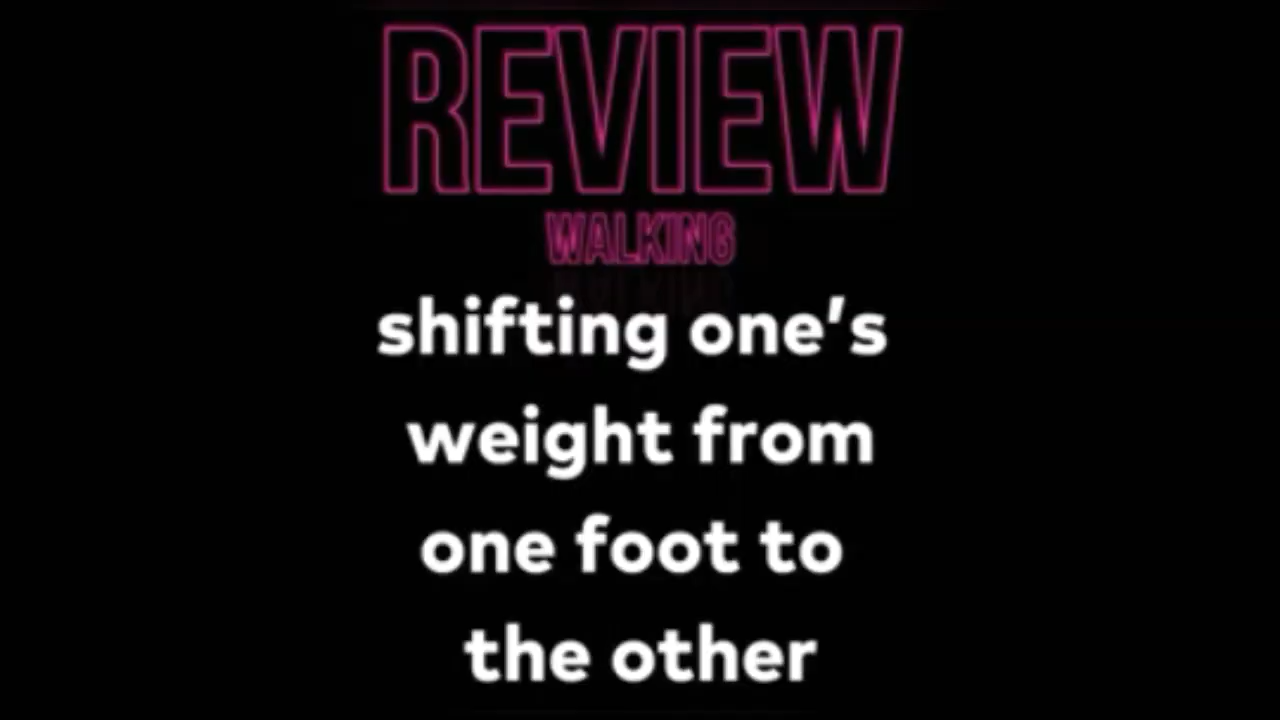 REVIEW
WALKING
shifting one’s
weight from
one foot to
the other